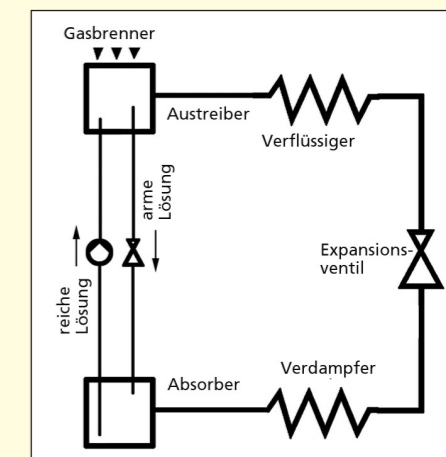 Gasbrenner
Austreiber
Verflüssiger
arme
Lösung
reiche
Lösung
Expansions-
ventil
Absorber
Verdampfer